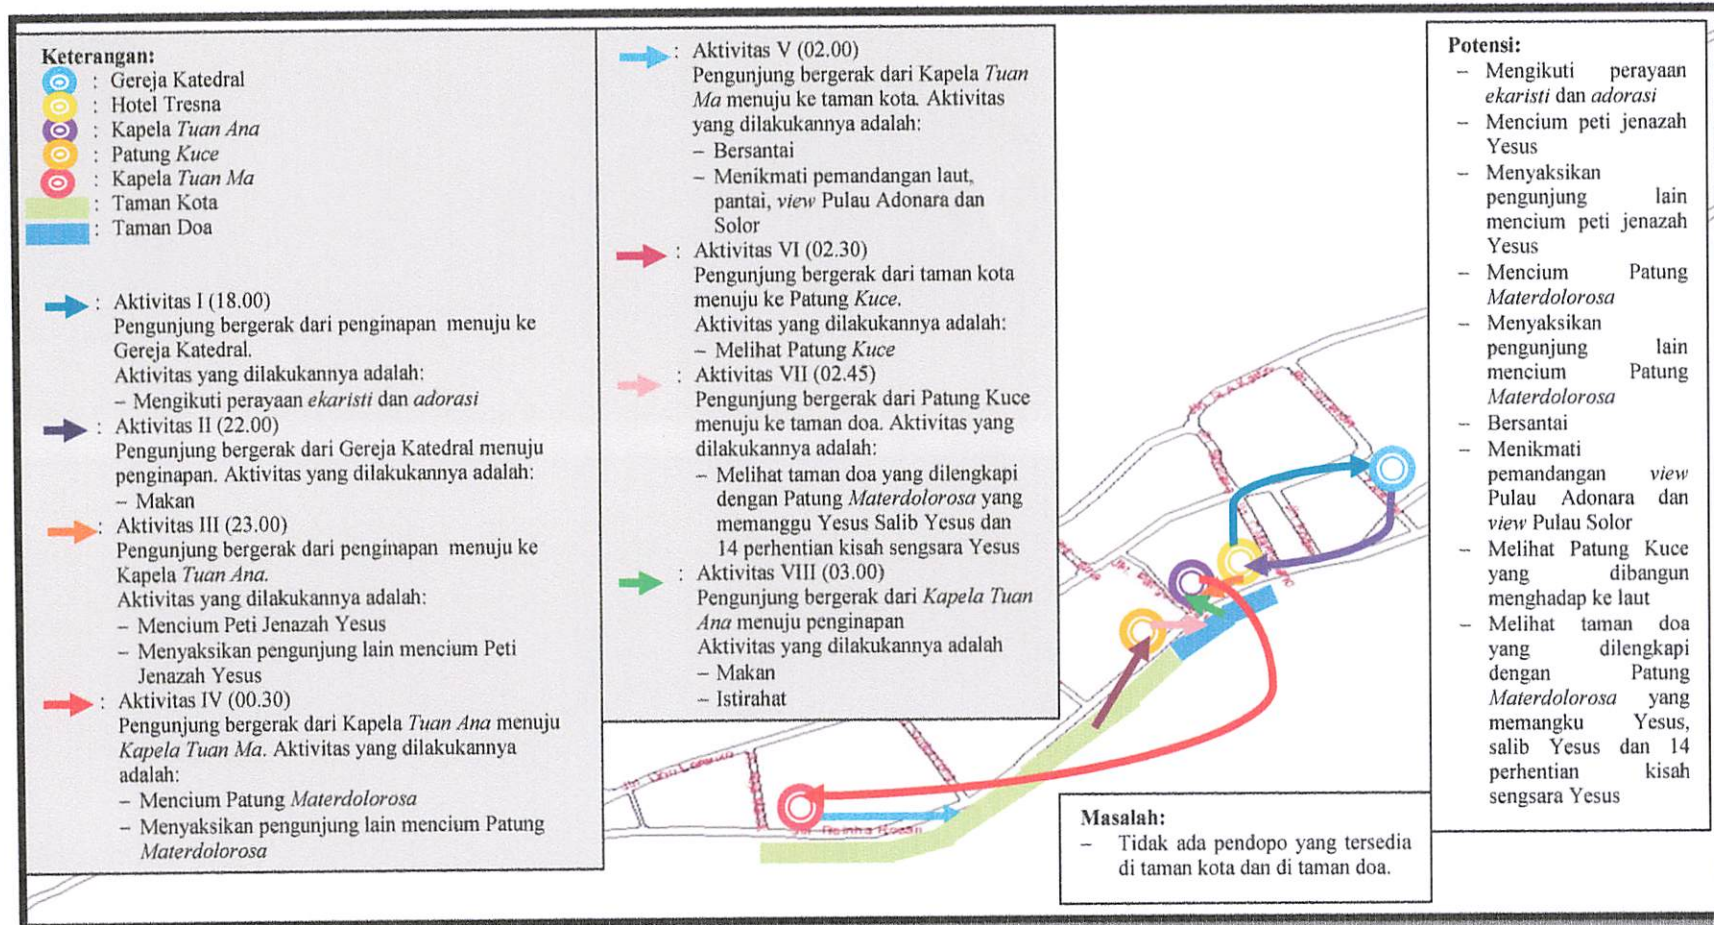 Keterangan:
: Gereja Katedral
: Hotel Tresna
: Kapela Tuan Ana
: Patung Kuce
: Kapela Tuan Ma
: Taman Kota
: Taman Doa
: Aktivitas I (18.00)
Pengunjung bergerak dari penginapan menuju ke
Gereja Katedral.
Aktivitas yang dilakukannya adalah:
– Mengikuti perayaan ekaristi dan adorasi
: Aktivitas II (22.00)
Pengunjung bergerak dari Gereja Katedral menuju
penginapan. Aktivitas yang dilakukannya adalah:
– Makan
: Aktivitas III (23.00)
Pengunjung bergerak dari penginapan menuju ke
Kapela Tuan Ana.
Aktivitas yang dilakukannya adalah:
– Mencium Peti Jenazah Yesus
– Menyaksikan pengunjung lain mencium Peti
Jenazah Yesus
: Aktivitas IV (00.30)
Pengunjung bergerak dari Kapela Tuan Ana menuju
Kapela Tuan Ma. Aktivitas yang dilakukannya
adalah:
– Mencium Patung Materdolorosa
– Menyaksikan pengunjung lain mencium Patung
Materdolorosa
: Aktivitas V (02.00)
Pengunjung bergerak dari Kapela Tuan
Ma menuju ke taman kota. Aktivitas
yang dilakukannya adalah:
– Bersantai
– Menikmati pemandangan laut,
pantai, view Pulau Adonara dan
Solor
: Aktivitas VI (02.30)
Pengunjung bergerak dari taman kota
menuju ke Patung Kuce.
Aktivitas yang dilakukannya adalah:
– Melihat Patung Kuce
: Aktivitas VII (02.45)
Pengunjung bergerak dari Patung Kuce
menuju ke taman doa. Aktivitas yang
dilakukannya adalah:
– Melihat taman doa yang dilengkapi
dengan Patung Materdolorosa yang
memanggu Yesus Salib Yesus dan
14 perhentian kisah sengsara Yesus
: Aktivitas VIII (03.00)
Pengunjung bergerak dari Kapela Tuan
Ana menuju penginapan
Aktivitas yang dilakukannya adalah
– Makan
– Istirahat
Potensi:
– Mengikuti perayaan
ekaristi dan adorasi
– Mencium peti jenazah
Yesus
– Menyaksikan
pengunjung lain
mencium peti jenazah
Yesus
– Mencium Patung
Materdolorosa
– Menyaksikan
pengunjung lain
mencium Patung
Materdolorosa
– Bersantai
– Menikmati
pemandangan view
Pulau Adonara dan
view Pulau Solor
– Melihat Patung Kuce
yang dibangun
menghadap ke laut
– Melihat taman doa
yang dilengkapi
dengan Patung
Materdolorosa yang
memangku Yesus,
salib Yesus dan 14
perhentian kisah
sengsara Yesus
Masalah:
– Tidak ada pendopo yang tersedia
di taman kota dan di taman doa.